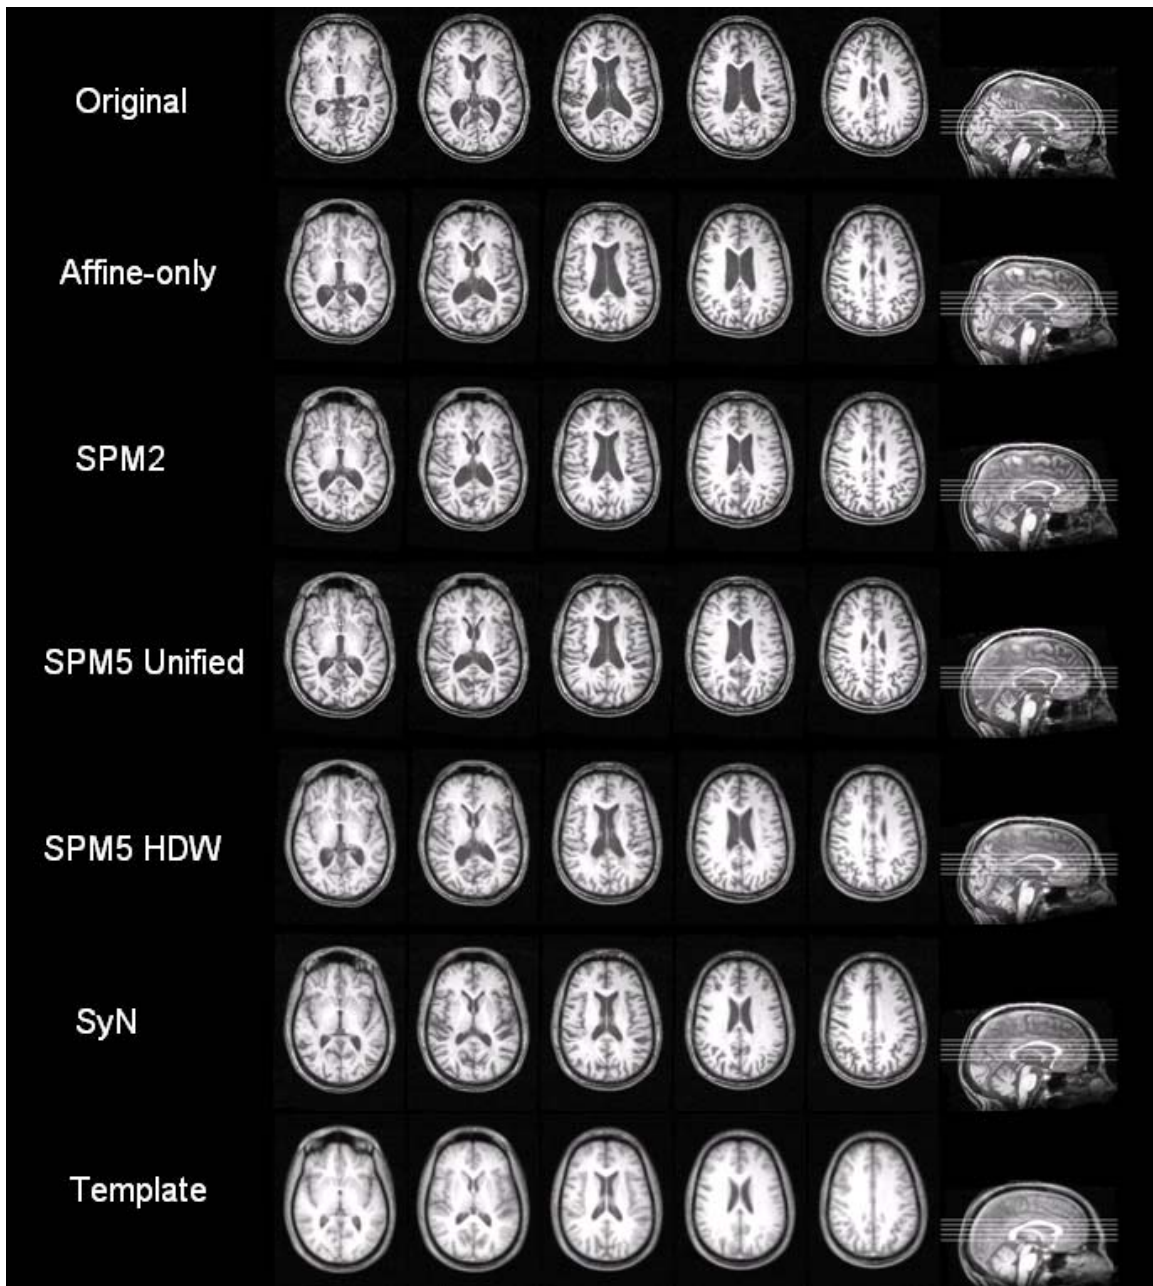 Original
Affine-only
SPM2
SPM5 Unified
SPM5 HDW
SyN
Template